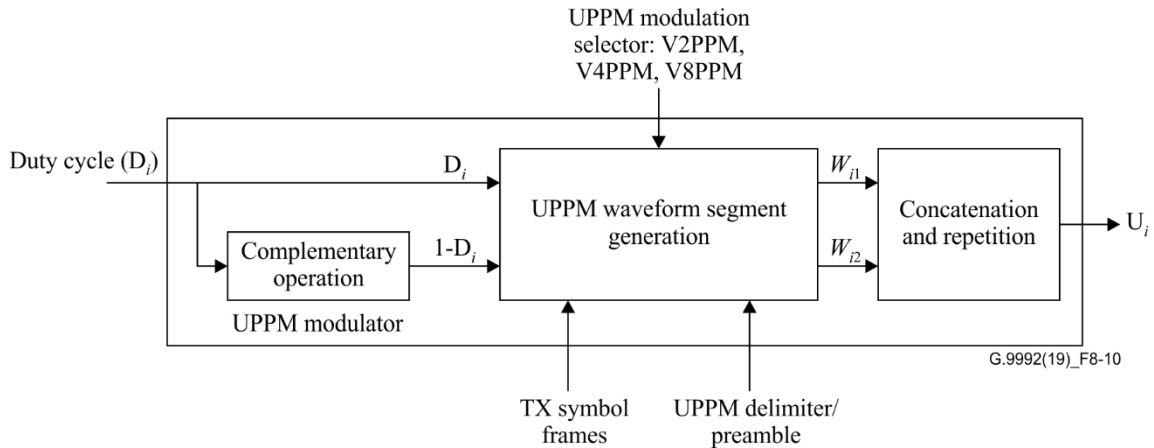 UPPM modulation
selector: V2PPM,
V4PPM, V8PPM
Duty cycle (Di)
Di
Wi1
UPPM waveform segment
generation
Concatenation
and repetition
Ui
Complementary
operation
1-Di
Wi2
UPPM modulator
G.9992(19)_F8-10
TX symbol
frames
UPPM delimiter/
preamble